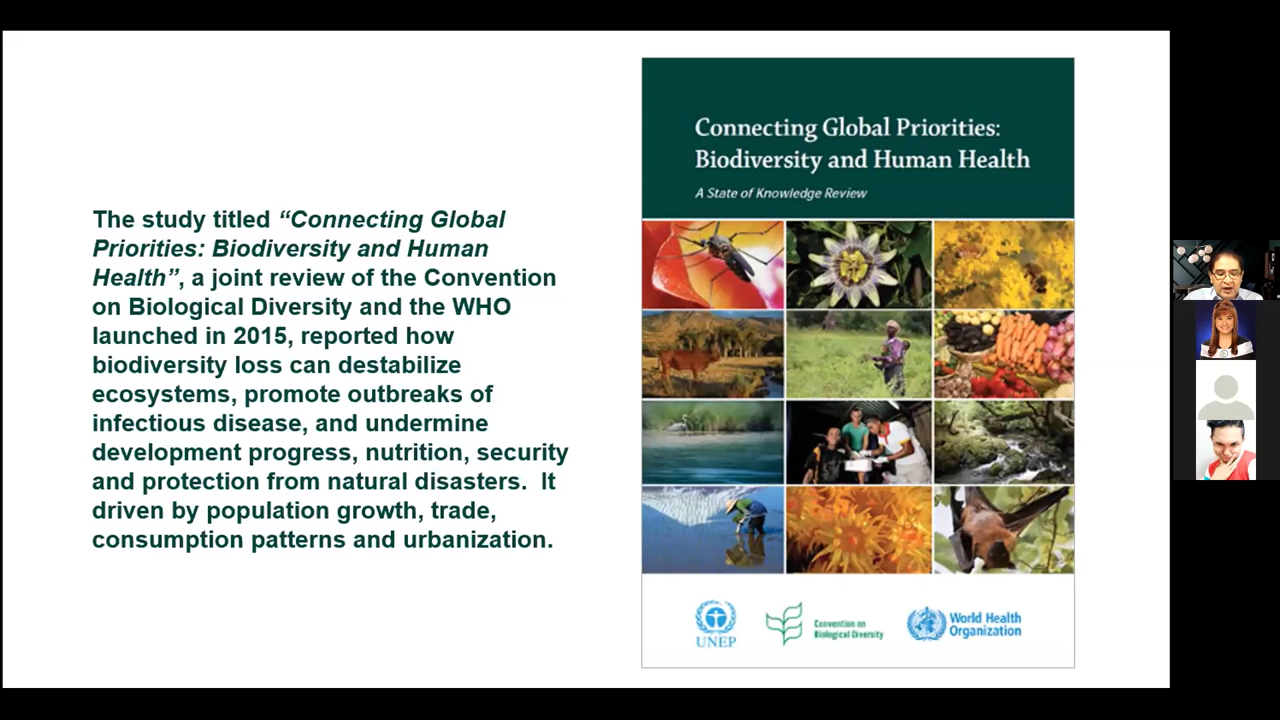 The study titled “Connecting Global
Priorities: Biodiversity and Human
Health”, a joint review of the Convention
on Biological Diversity and the WHO
launched in 2015, reported how
biodiversity loss can destabilize
ecosystems, promote outbreaks of
infectious disease, and undermine
development progress, nutrition, security
and protection from natural disasters.  It
driven by population growth, trade,
consumption patterns and urbanization.
Connecting Global Priorities:
Biodiversity and Human Health
A State of Knowledge Review
UNEP
Convention on
Biological Diversity
World Health
Organization